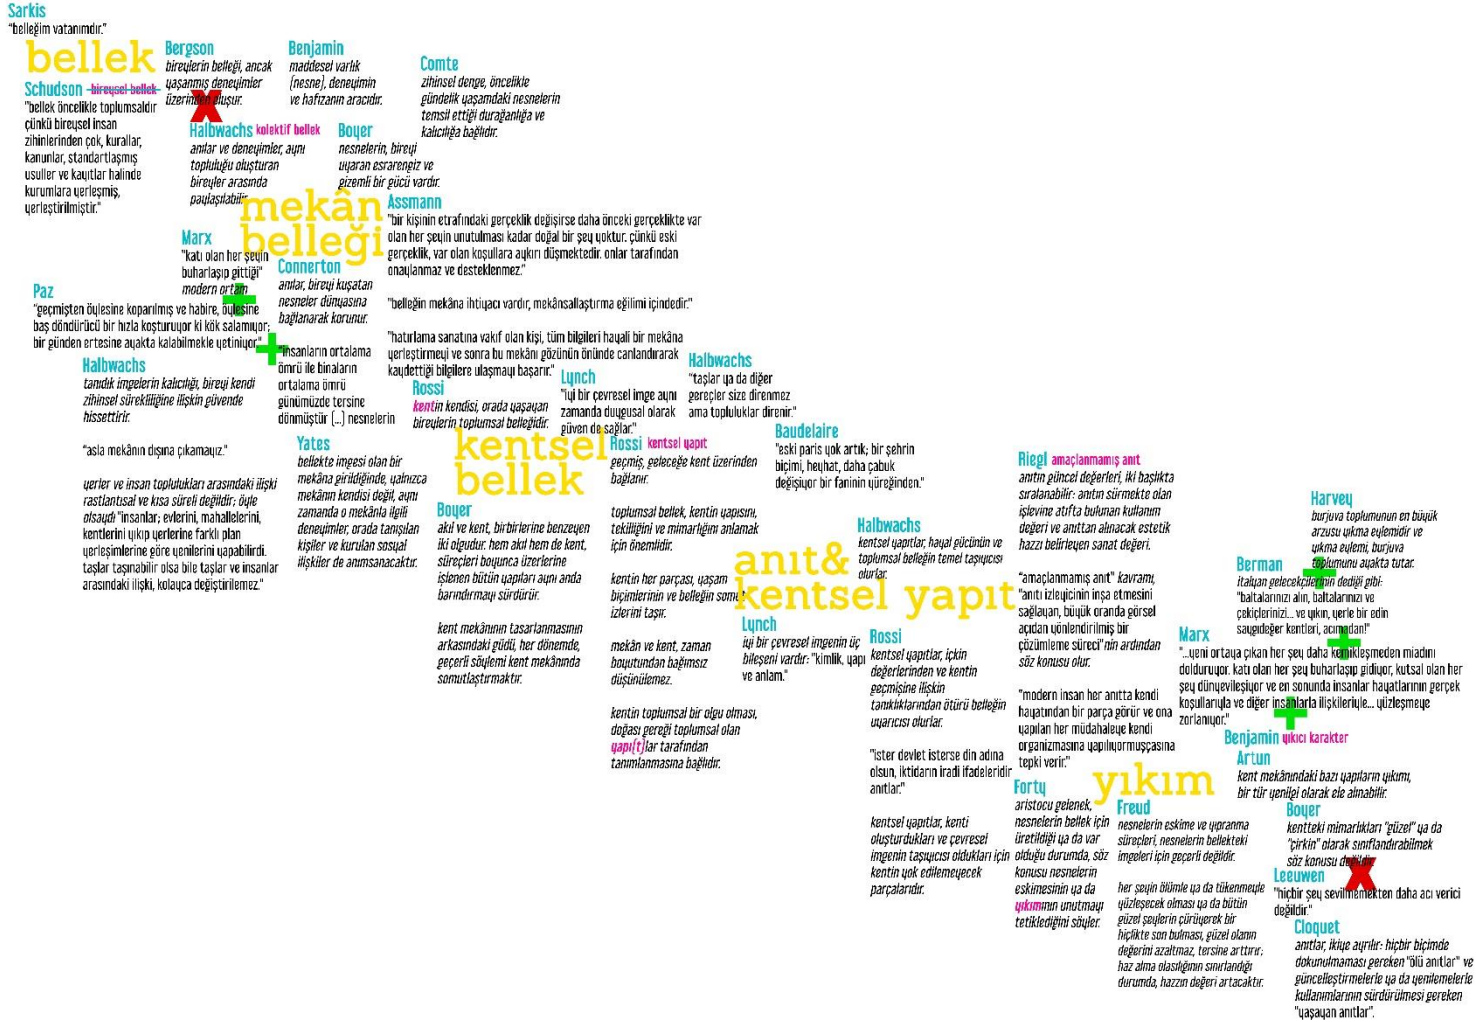 Sarkis
"belleğim vatanımdır."
bellek
Schudson bireysel bellek
"bellek öncelikle toplumsaldır
çünkü bireysel insan
zihinlerinden çok, kurallar,
kanunlar, standartlaşmış
usuller ve kayıtlar halinde
kurumlara yerleşmiş,
yerleştirilmiştir."
Bergson
bireylerin belleği, ancak
yaşanmış deneyimler
üzerinden oluşur.
x
Benjamin
maddesel varlık
(nesne), deneyimin
ve hafızanın aracıdır.
Comte
zihinsel denge, öncelikle
gündelik yaşamdaki nesnelerin
temsil ettiği durağanlığa ve
kalıcılığa bağlıdır.
Halbwachs kolektif bellek
anılar ve deneyimler, aynı
topluluğu oluşturan
bireyler arasında
paylaşılabilir.
Boyer
nesnelerin, bireyi
uyaran esrarengiz ve
gizemli bir gücü vardır.
mekân
belleği
Assmann
"bir kişinin etrafındaki gerçeklik değişirse daha önceki gerçeklikte var
olan her şeyin unutulması kadar doğal bir şey yoktur. çünkü eski
gerçeklik, var olan koşullara aykırı düşmektedir. onlar tarafından
onaylanmaz ve desteklenmez."
"belleğin mekâna ihtiyacı vardır, mekânsallaştırma eğilimi içindedir."
"hatırlama sanatına vakıf olan kişi, tüm bilgileri hayali bir mekâna
yerleştirmeyi ve sonra bu mekânı gözünün önünde canlandırarak
kaydettiği bilgilere ulaşmayı başarır."
Marx
"katı olan her şeyin
buharlaşıp gittiği"
modern ortam
+
Paz
"geçmişten öylesine koparılmış ve habire, öylesine
baş döndürücü bir hızla koşturuyor ki kök salamıyor;
bir günden ertesine ayakta kalabilmekle yetiniyor."
+
Connerton
anılar, bireyi kuşatan
nesneler dünyasına
bağlanarak korunur.
"insanların ortalama
ömrü ile binaların
ortalama ömrü
günümüzde tersine
dönmüştür (...) nesnelerin
Halbwachs
tanıdık imgelerin kalıcılığı, bireyi kendi
zihinsel sürekliliğine ilişkin güvende
hissettirir.
"asla mekânın dışına çıkamayız."
yerler ve insan toplulukları arasındaki ilişki
rastlantısal ve kısa süreli değildir; öyle
olsaydı "insanlar; evlerini, mahallelerini,
kentlerini yıkıp yerlerine farklı plan
yerleşimlerine göre yenilerini yapabilirdi.
taşlar taşınabilir olsa bile taşlar ve insanlar
arasındaki ilişki, kolayca değiştirilemez."
Yates
bellekte imgesi olan bir
mekâna girildiğinde, yalnızca
mekânın kendisi değil, aynı
zamanda o mekânla ilgili
deneyimler, orada tanışılan
kişiler ve kurulan sosyal
ilişkiler de anımsanacaktır.
Rossi
kentin kendisi, orada yaşayan
bireylerin toplumsal belleğidir.
Lynch
"iyi bir çevresel imge aynı
zamanda duygusal olarak
güven de sağlar."
Halbwachs
"taşlar ya da diğer
gereçler size direnmez
ama topluluklar direnir."
kentsel
bellek
Boyer
akıl ve kent, birbirlerine benzeyen
iki olgudur. hem akıl hem de kent,
süreçleri boyunca üzerlerine
işlenen bütün yapıları aynı anda
barındırmayı sürdürür.
kent mekânının tasarlanmasının
arkasındaki güdü, her dönemde,
geçerli söylemi kent mekânında
somutlaştırmaktır.
Rossi kentsel yapıt
geçmiş, geleceğe kent üzerinden
bağlanır.
toplumsal bellek, kentin yapısını,
tekilliğini ve mimarlığını anlamak
için önemlidir.
kentin her parçası, yaşam
biçimlerinin ve belleğin somut
izlerini taşır.
mekân ve kent, zaman
boyutundan bağımsız
düşünülemez.
kentin toplumsal bir olgu olması,
doğası gereği toplumsal olan
yapı(t)lar tarafından
tanımlanmasına bağlıdır.
Baudelaire
"eski paris yok artık; bir şehrin
biçimi, heyhat, daha çabuk
değişiyor bir faninin yüreğinden."
anıt&
kentsel yapıt
Halbwachs
kentsel yapıtlar, hayal gücünün ve
toplumsal belleğin temel taşıyıcısı
olurlar.
Lynch
iyi bir çevresel imgenin üç
bileşeni vardır: "kimlik, yapı
ve anlam."
Rossi
kentsel yapıtlar, içkin
değerlerinden ve kentin
geçmişine ilişkin
tanıklıklarından ötürü belleğin
uyarıcısı olurlar.
"ister devlet isterse din adına
olsun, iktidarın iradi ifadeleridir
anıtlar."
kentsel yapıtlar, kenti
oluşturdukları ve çevresel
imgenin taşıyıcısı oldukları için
kentin yok edilemeyecek
parçalarıdır.
Riegl amaçlanmamış anıt
anıtın güncel değerleri, iki başlıkta
sıralanabilir: anıtın sürmekte olan
işlevine atıfta bulunan kullanım
değeri ve anıttan alınacak estetik
hazzı belirleyen sanat değeri.
"amaçlanmamış anıt" kavramı,
"anıtı izleyicinin inşa etmesini
sağlayan, büyük oranda görsel
açıdan yönlendirilmiş bir
çözümleme süreci"nin ardından
söz konusu olur.
"modern insan her anıtta kendi
hayatından bir parça görür ve ona
yapılan her müdahaleye kendi
organizmasına yapılıyormuşçasına
tepki verir."
Forty
aristocu gelenek,
nesnelerin bellek için
üretildiği ya da var
olduğu durumda, söz
konusu nesnelerin
eskimesinin ya da
yıkımının unutmayı
tetiklediğini söyler.
yıkım
Freud
nesnelerin eskime ve yıpranma
süreçleri, nesnelerin bellekteki
imgeleri için geçerli değildir.
her şeyin ölümle ya da tükenmeyle
yüzleşecek olması ya da bütün
güzel şeylerin çürüyerek bir
hiçlikte son bulması, güzel olanın
değerini azaltmaz, tersine arttırır;
haz alma olasılığının sınırlandığı
durumda, hazzın değeri artacaktır.
Harvey
burjuva toplumunun en büyük
arzusu yıkma eylemidir ve
yıkma eylemi, burjuva
toplumunu ayakta tutar.
+
Berman
italyan gelecekçilerinin dediği gibi:
"baltalarınızı alın, baltalarınızı ve
çekiçlerinizi... ve yıkın, yerle bir edin
saygıdeğer kentleri, acımadan!"
+
Marx
"...yeni ortaya çıkan her şey daha kemikleşmeden miadını
dolduruyor. katı olan her şey buharlaşıp gidiyor, kutsal olan her
şey dünyevileşiyor ve en sonunda insanlar hayatlarının gerçek
koşullarıyla ve diğer insanlarla ilişkileriyle... yüzleşmeye
zorlanıyor."
+
Benjamin yıkıcı karakter
Artun
kent mekânındaki bazı yapıların yıkımı,
bir tür yenilgi olarak ele alınabilir.
Boyer
kentteki mimarlıkları "güzel" ya da
"çirkin" olarak sınıflandırabilmek
söz konusu değildir.
x
Leeuwen
"hiçbir şey sevilmemekten daha acı verici
değildir."
Cloquet
anıtlar, ikiye ayrılır: hiçbir biçimde
dokunulmaması gereken "ölü anıtlar" ve
güncelleştirmelerle ya da yenilemelerle
kullanımlarının sürdürülmesi gereken
"yaşayan anıtlar".